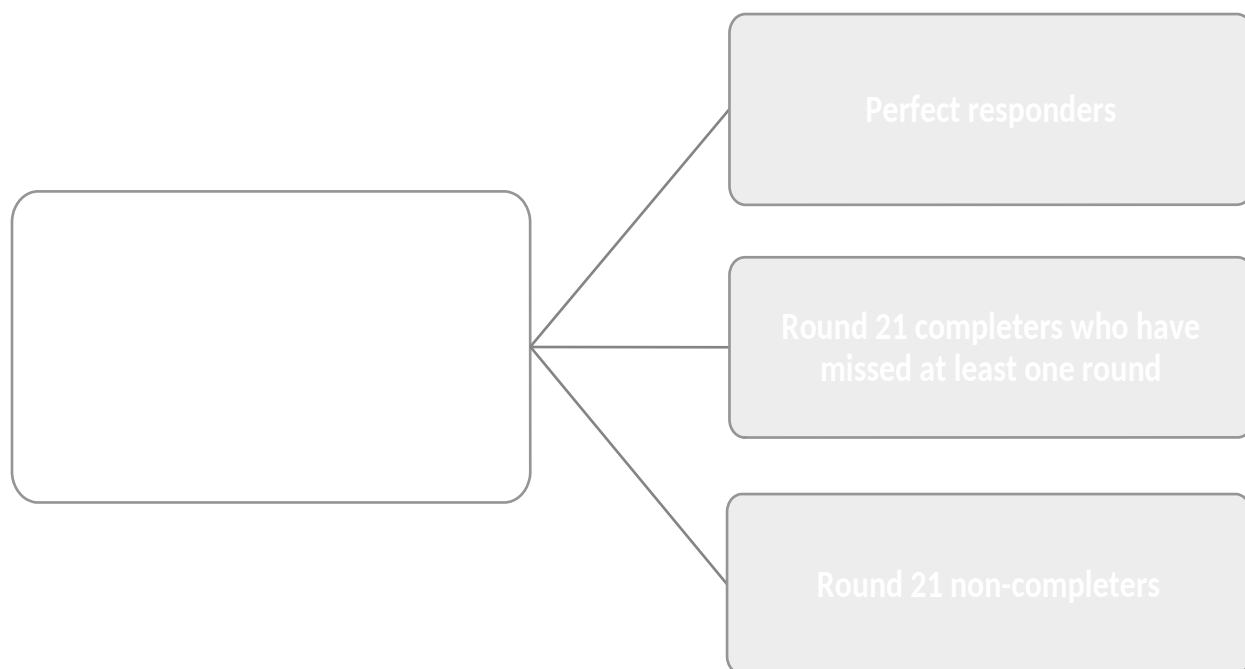 Perfect responders
Round 21 completers who have
missed at least one round
Round 21 non-completers